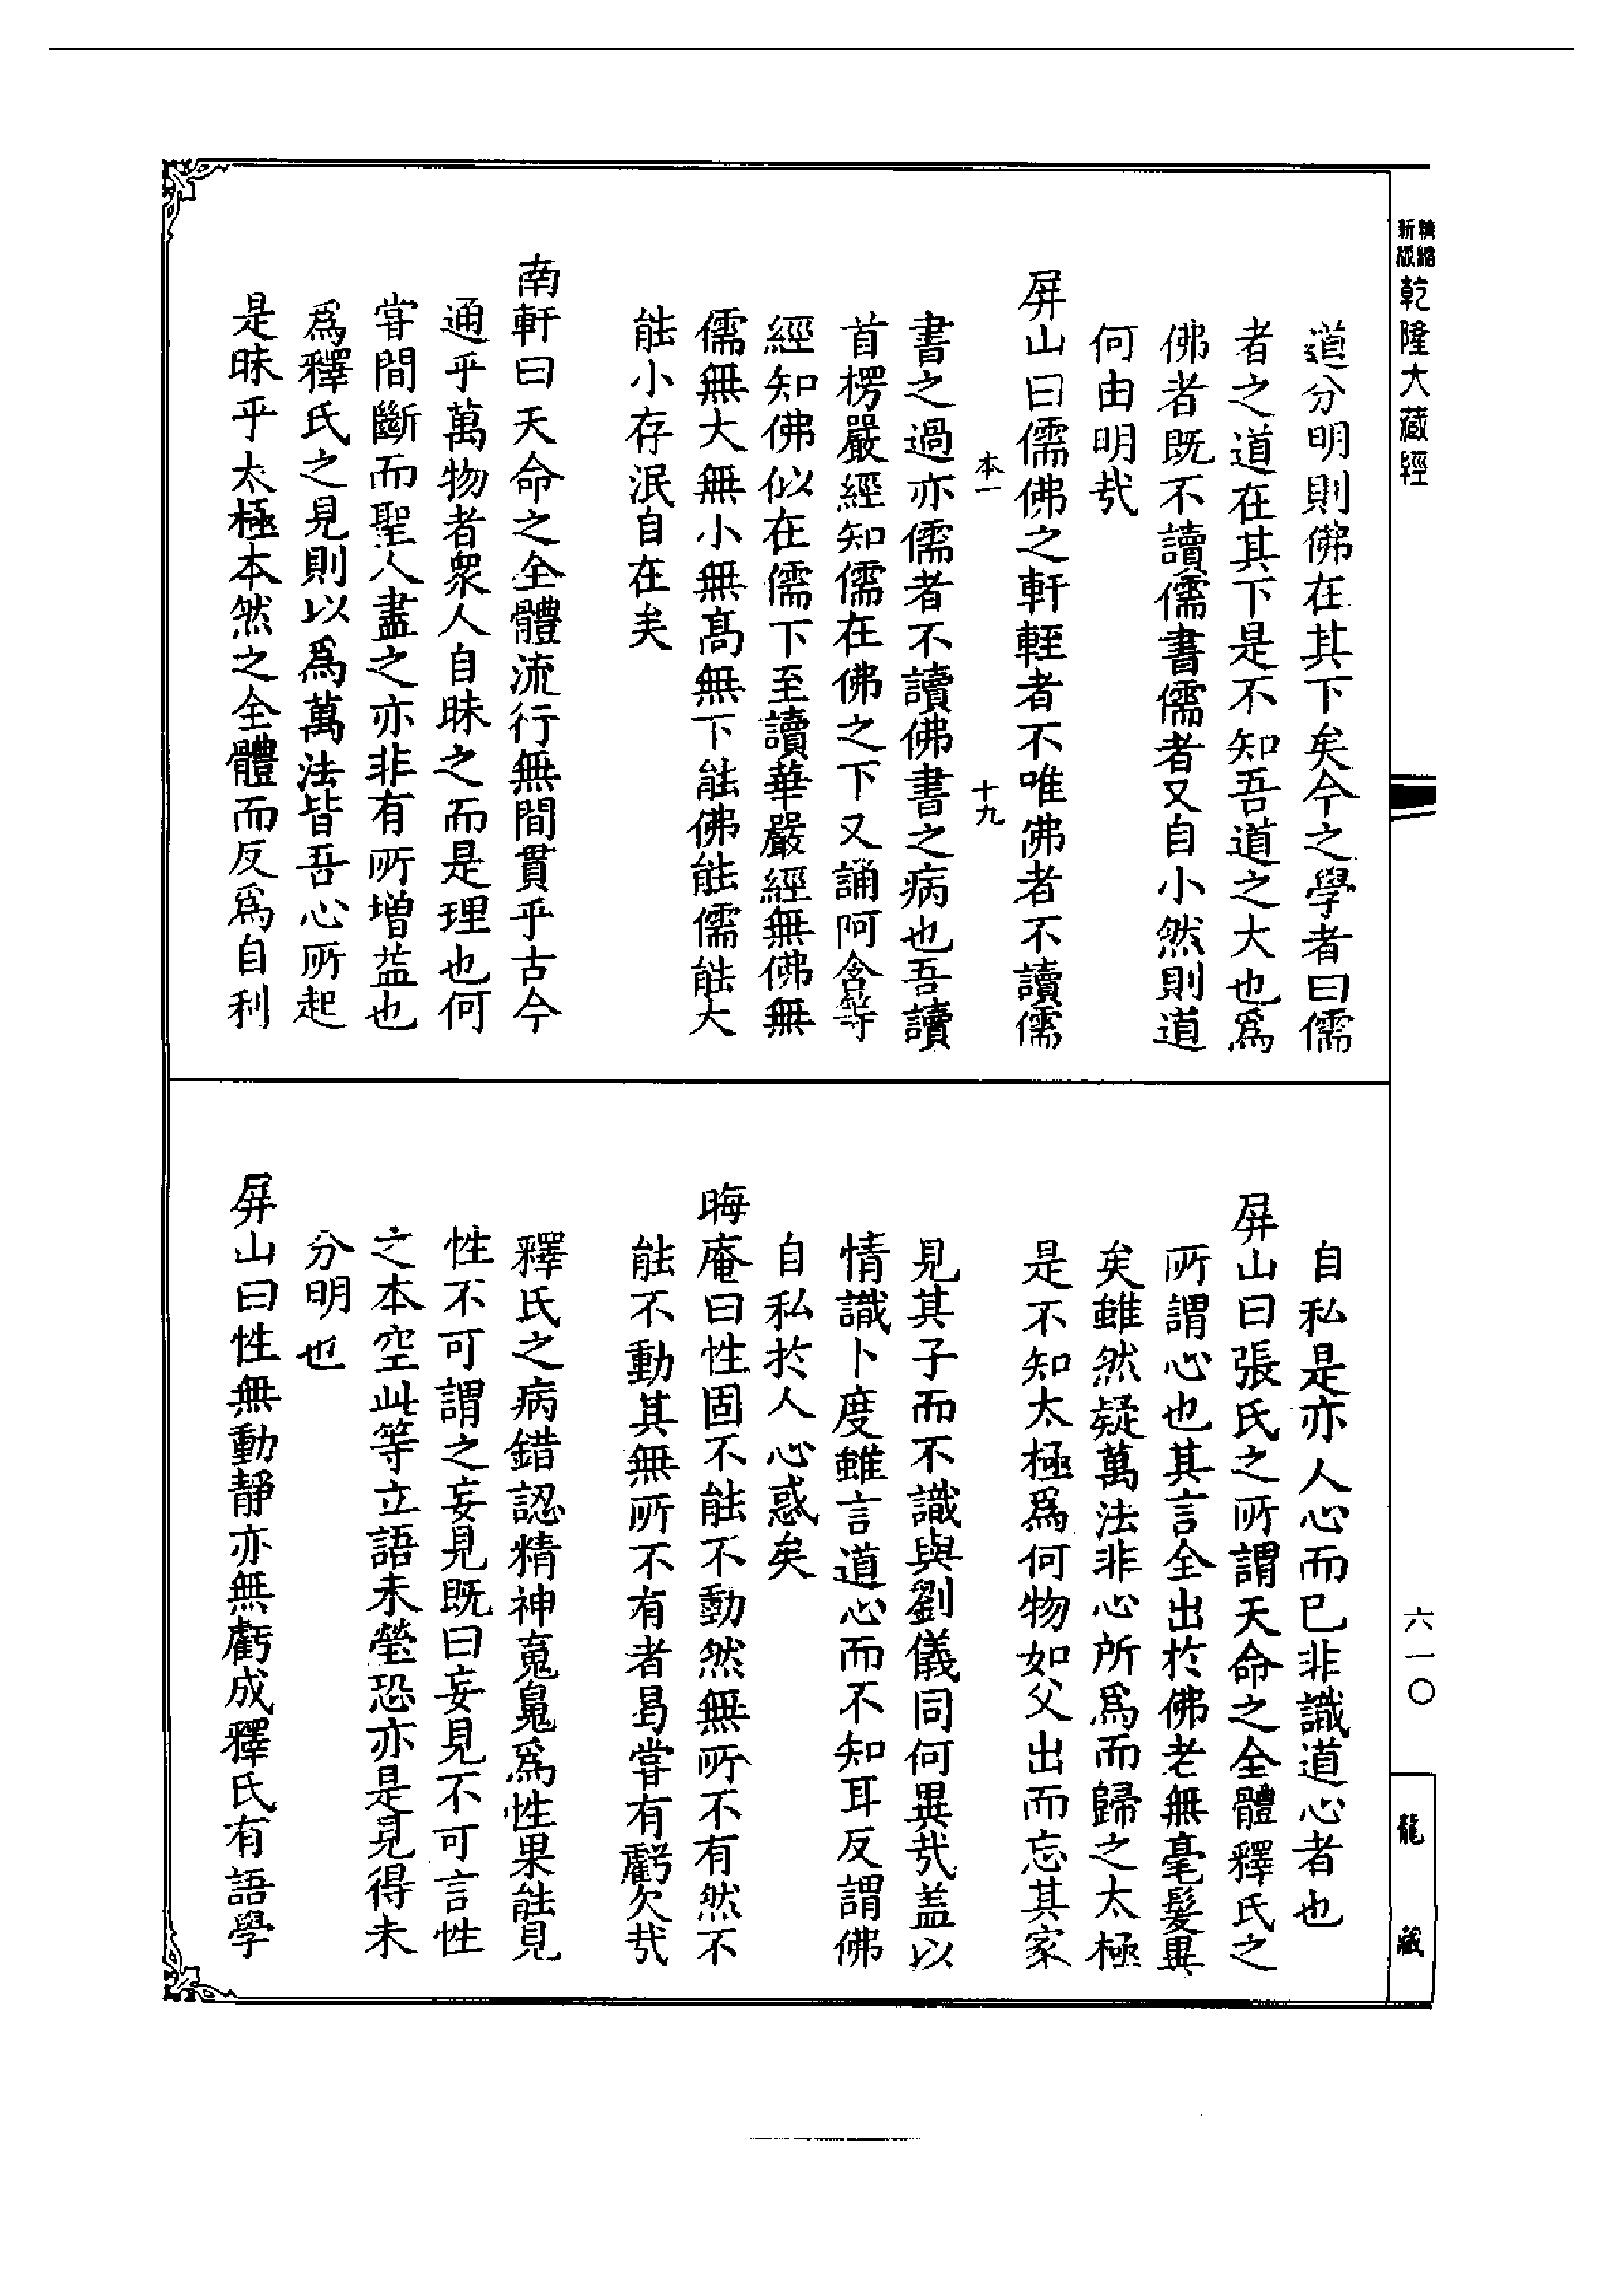 精縮
新版
乾隆大藏經
道分明則佛在其下矣今之學者曰儒
者之道在其下是不知吾道之大也爲
佛者既不讀儒書儒者又自小然則道
何由明㢤
屏山曰儒佛之軒輊者不唯佛者不讀儒
本一 十九
書之過亦儒者不讀佛書之病也吾讀
首楞嚴經知儒在佛之下又誦阿含等
經知佛似在儒下至讀華嚴經無佛無
儒無大無小無髙無下能佛能儒能大
能小存泯自在矣
南軒曰天命之全體流行無間貫乎古今
通乎萬物者衆人自昧之而是理也何
甞間斷而聖人盡之亦非有所增益也
爲釋氏之見則以爲萬法皆吾心所起
是昧乎太極本然之全體而反爲自利
自私是亦人心而已非識道心者也
屏山曰張氏之所謂天命之全體釋氏之
所謂心也其言全出於佛老無毫髮異
矣雖然疑萬法非心所爲而歸之太極
是不知太極爲何物如父出而忘其家
見其子而不識與劉儀同何異㢤盖以
情識卜度雖言道心而不知耳反謂佛
自私於人心惑矣
晦庵曰性固不能不動然無所不有然不
能不動其無所不有者曷甞有虧欠㢤
釋氏之病錯認精神䰟鬼爲性果能見
性不可謂之妄見既曰妄見不可言性
之本空此等立語未瑩恐亦是見得未
分明也
屏山曰性無動靜亦無虧成釋氏有語學
六一〇
龍藏